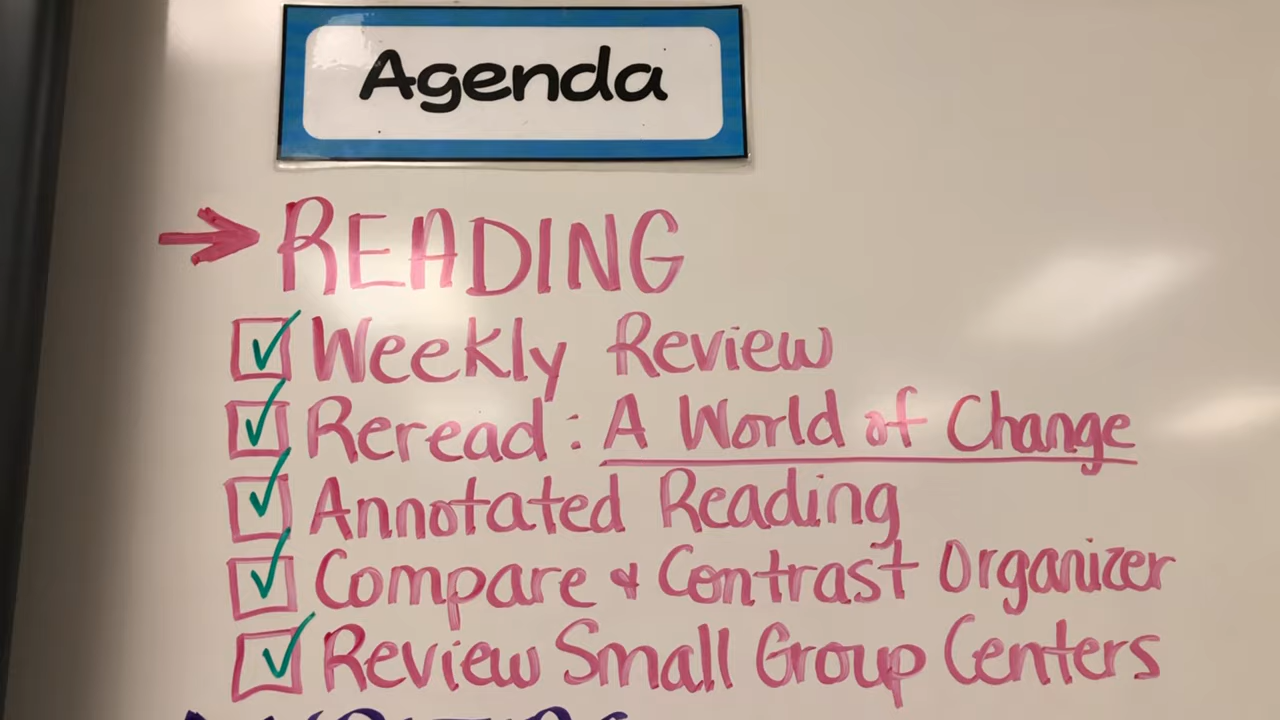 Agenda
→ READING
☑ Weekly Review
☑ Reread: A World of Change
☑ Annotated Reading
☑ Compare & Contrast Organizer
☑ Review Small Group Centers